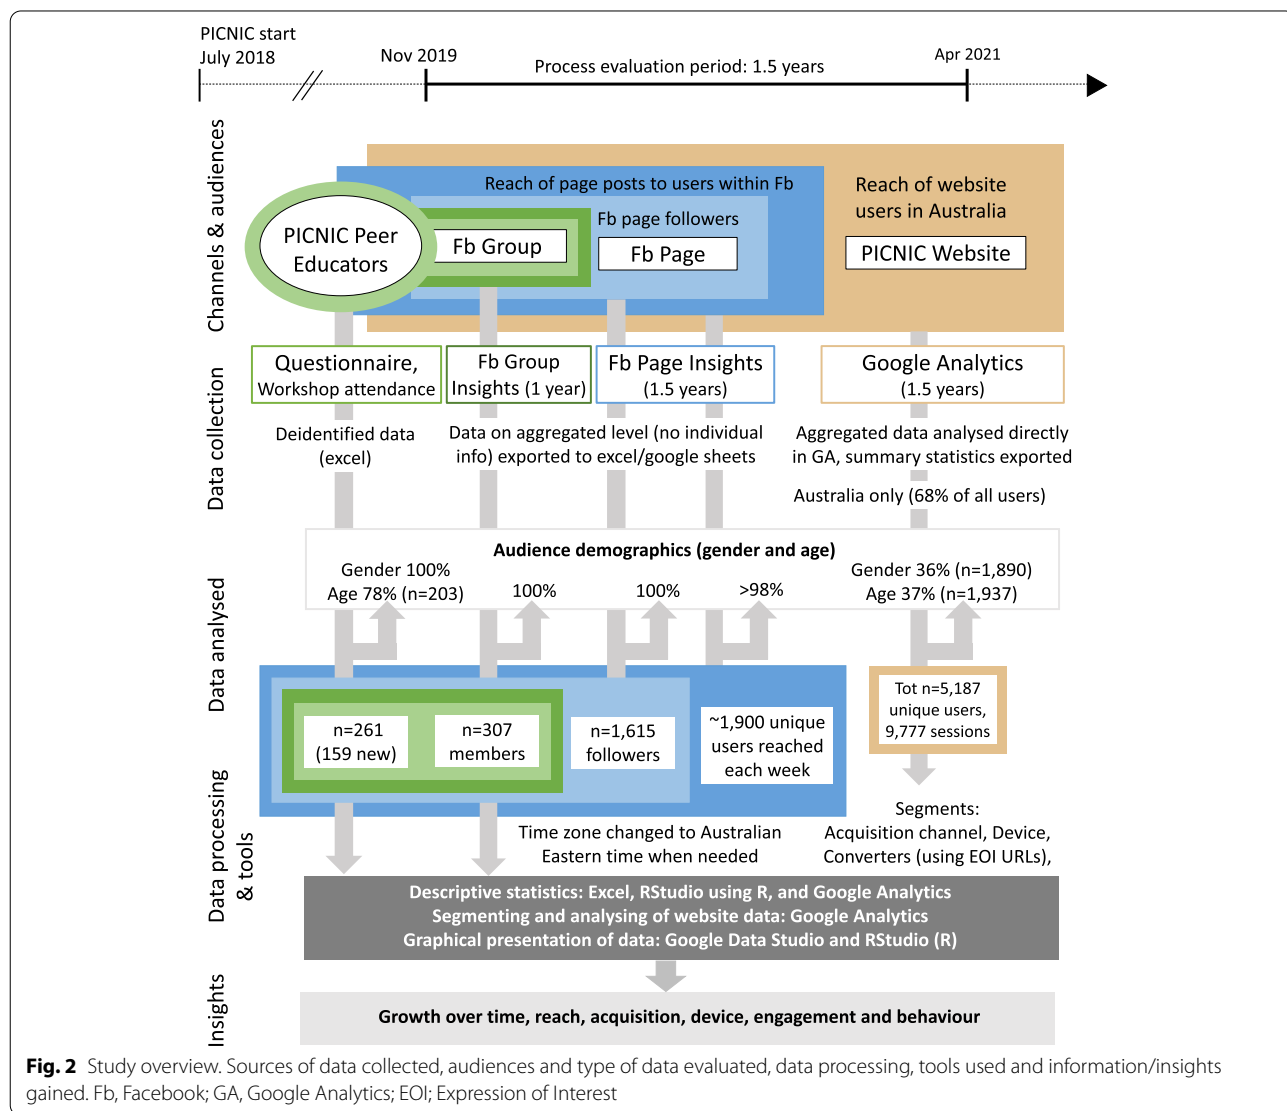 PICNIC start
July 2018
Nov 2019
Process evaluation period: 1.5 years
Apr 2021
Channels & audiences
Reach of page posts to users within Fb
Reach of website
users in Australia
Fb page followers
PICNIC Peer
Educators
Fb Group
Fb Page
PICNIC Website
Data collection
Questionnaire,
Workshop attendance
Fb Group
Insights (1 year)
Fb Page Insights
(1.5 years)
Google Analytics
(1.5 years)
Deidentified data
(excel)
Data on aggregated level (no individual
info) exported to excel/google sheets
Aggregated data analysed directly
in GA, summary statistics exported
Australia only (68% of all users)
Data analysed
Audience demographics (gender and age)
Gender 100%
Age 78% (n=203)
100%
100%
>98%
Gender 36% (n=1,890)
Age 37% (n=1,937)
n=261
(159 new)
n=307
members
n=1,615
followers
~1,900 unique
users reached
each week
Tot n=5,187
unique users,
9,777 sessions
Data processing
& tools
Time zone changed to Australian
Eastern time when needed
Segments:
Acquisition channel, Device,
Converters (using EOI URLs),
Descriptive statistics: Excel, RStudio using R, and Google Analytics
Segmenting and analysing of website data: Google Analytics
Graphical presentation of data: Google Data Studio and RStudio (R)
Insights
Growth over time, reach, acquisition, device, engagement and behaviour
Fig. 2 Study overview. Sources of data collected, audiences and type of data evaluated, data processing, tools used and information/insights
gained. Fb, Facebook; GA, Google Analytics; EOI; Expression of Interest